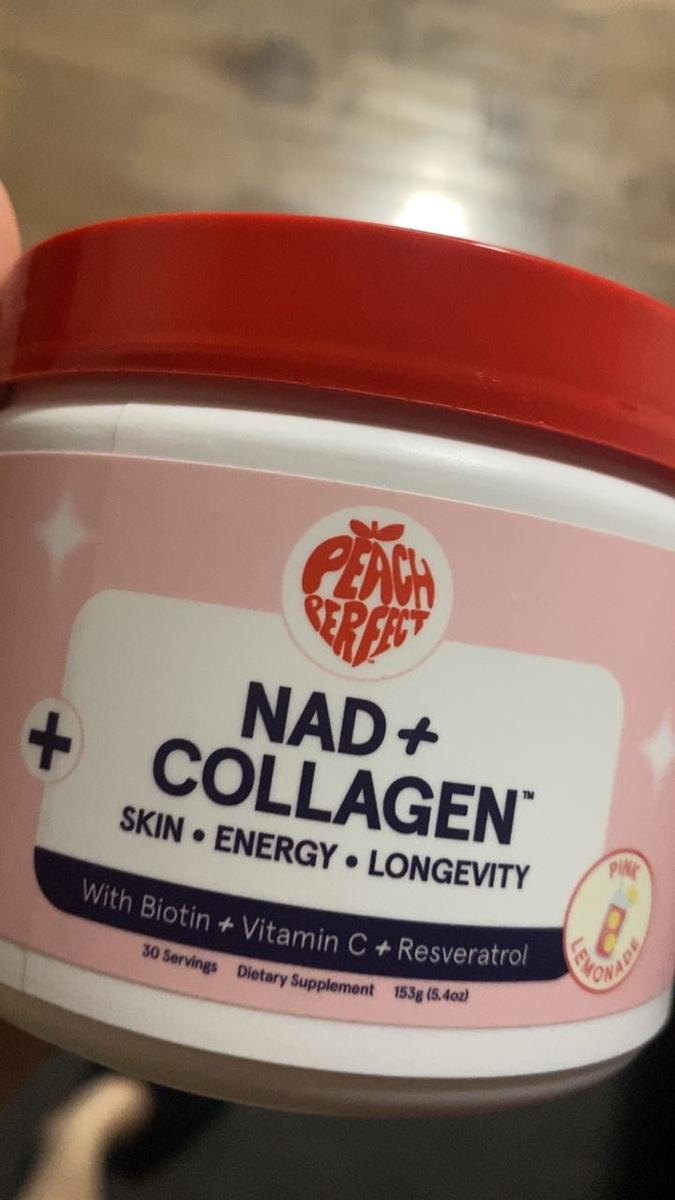 PEACH
PERFECT™
NAD+
COLLAGEN™
SKIN • ENERGY • LONGEVITY
With Biotin + Vitamin C + Resveratrol
30 Servings Dietary Supplement 153g (5.4oz)
+
PINK
LEMONADE